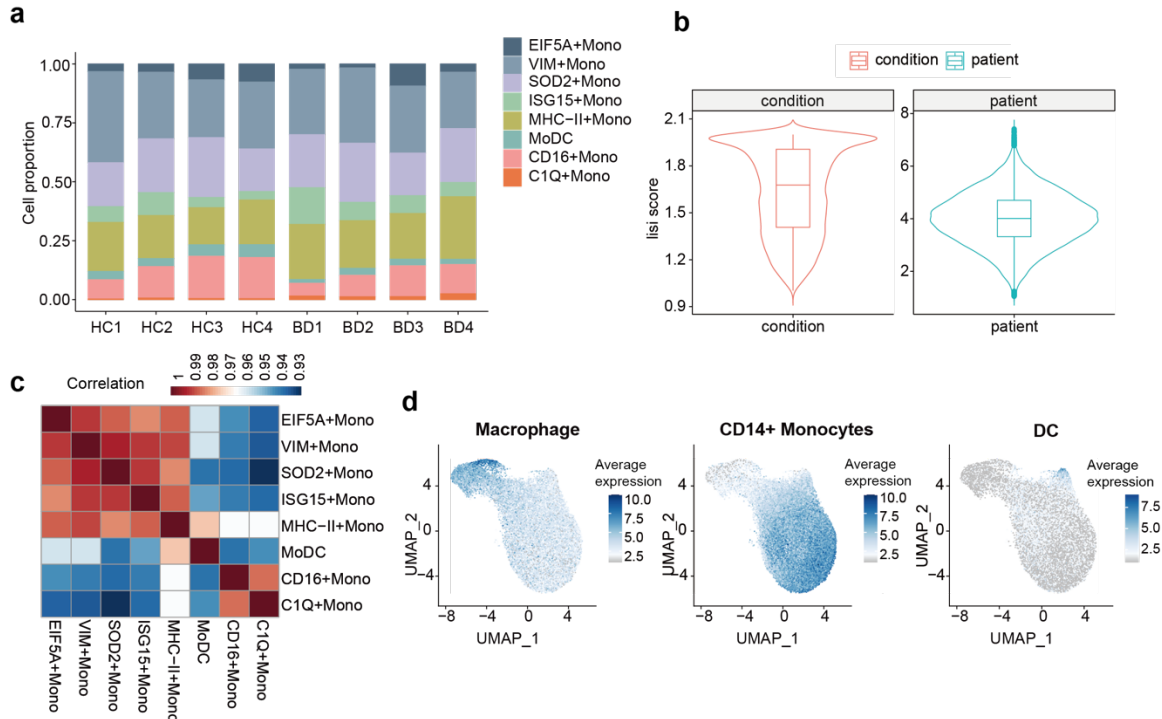 a
EIF5A+Mono
VIM+Mono
SOD2+Mono
ISG15+Mono
MHC−II+Mono
MoDC
CD16+Mono
C1Q+Mono
Cell proportion
1.00
0.75
0.50
0.25
0.00
HC1 HC2 HC3 HC4 BD1 BD2 BD3 BD4
b
condition patient
condition patient
lisi score
2.1
1.8
1.5
1.2
0.9
8
6
4
2
condition patient
c
Correlation
1 0.99 0.98 0.97 0.96 0.95 0.94 0.93
EIF5A+Mono
VIM+Mono
SOD2+Mono
ISG15+Mono
MHC−II+Mono
MoDC
CD16+Mono
C1Q+Mono
EIF5A+Mono
VIM+Mono
SOD2+Mono
ISG15+Mono
MHC−II+Mono
MoDC
CD16+Mono
C1Q+Mono
d
Macrophage
UMAP_2
4
0
−4
−8 −4 0 4
UMAP_1
Average
expression
10.0
7.5
5.0
2.5
CD14+ Monocytes
UMAP_2
4
0
−4
−8 −4 0 4
UMAP_1
Average
expression
10.0
7.5
5.0
2.5
DC
UMAP_2
4
0
−4
−8 −4 0 4
UMAP_1
Average
expression
7.5
5.0
2.5